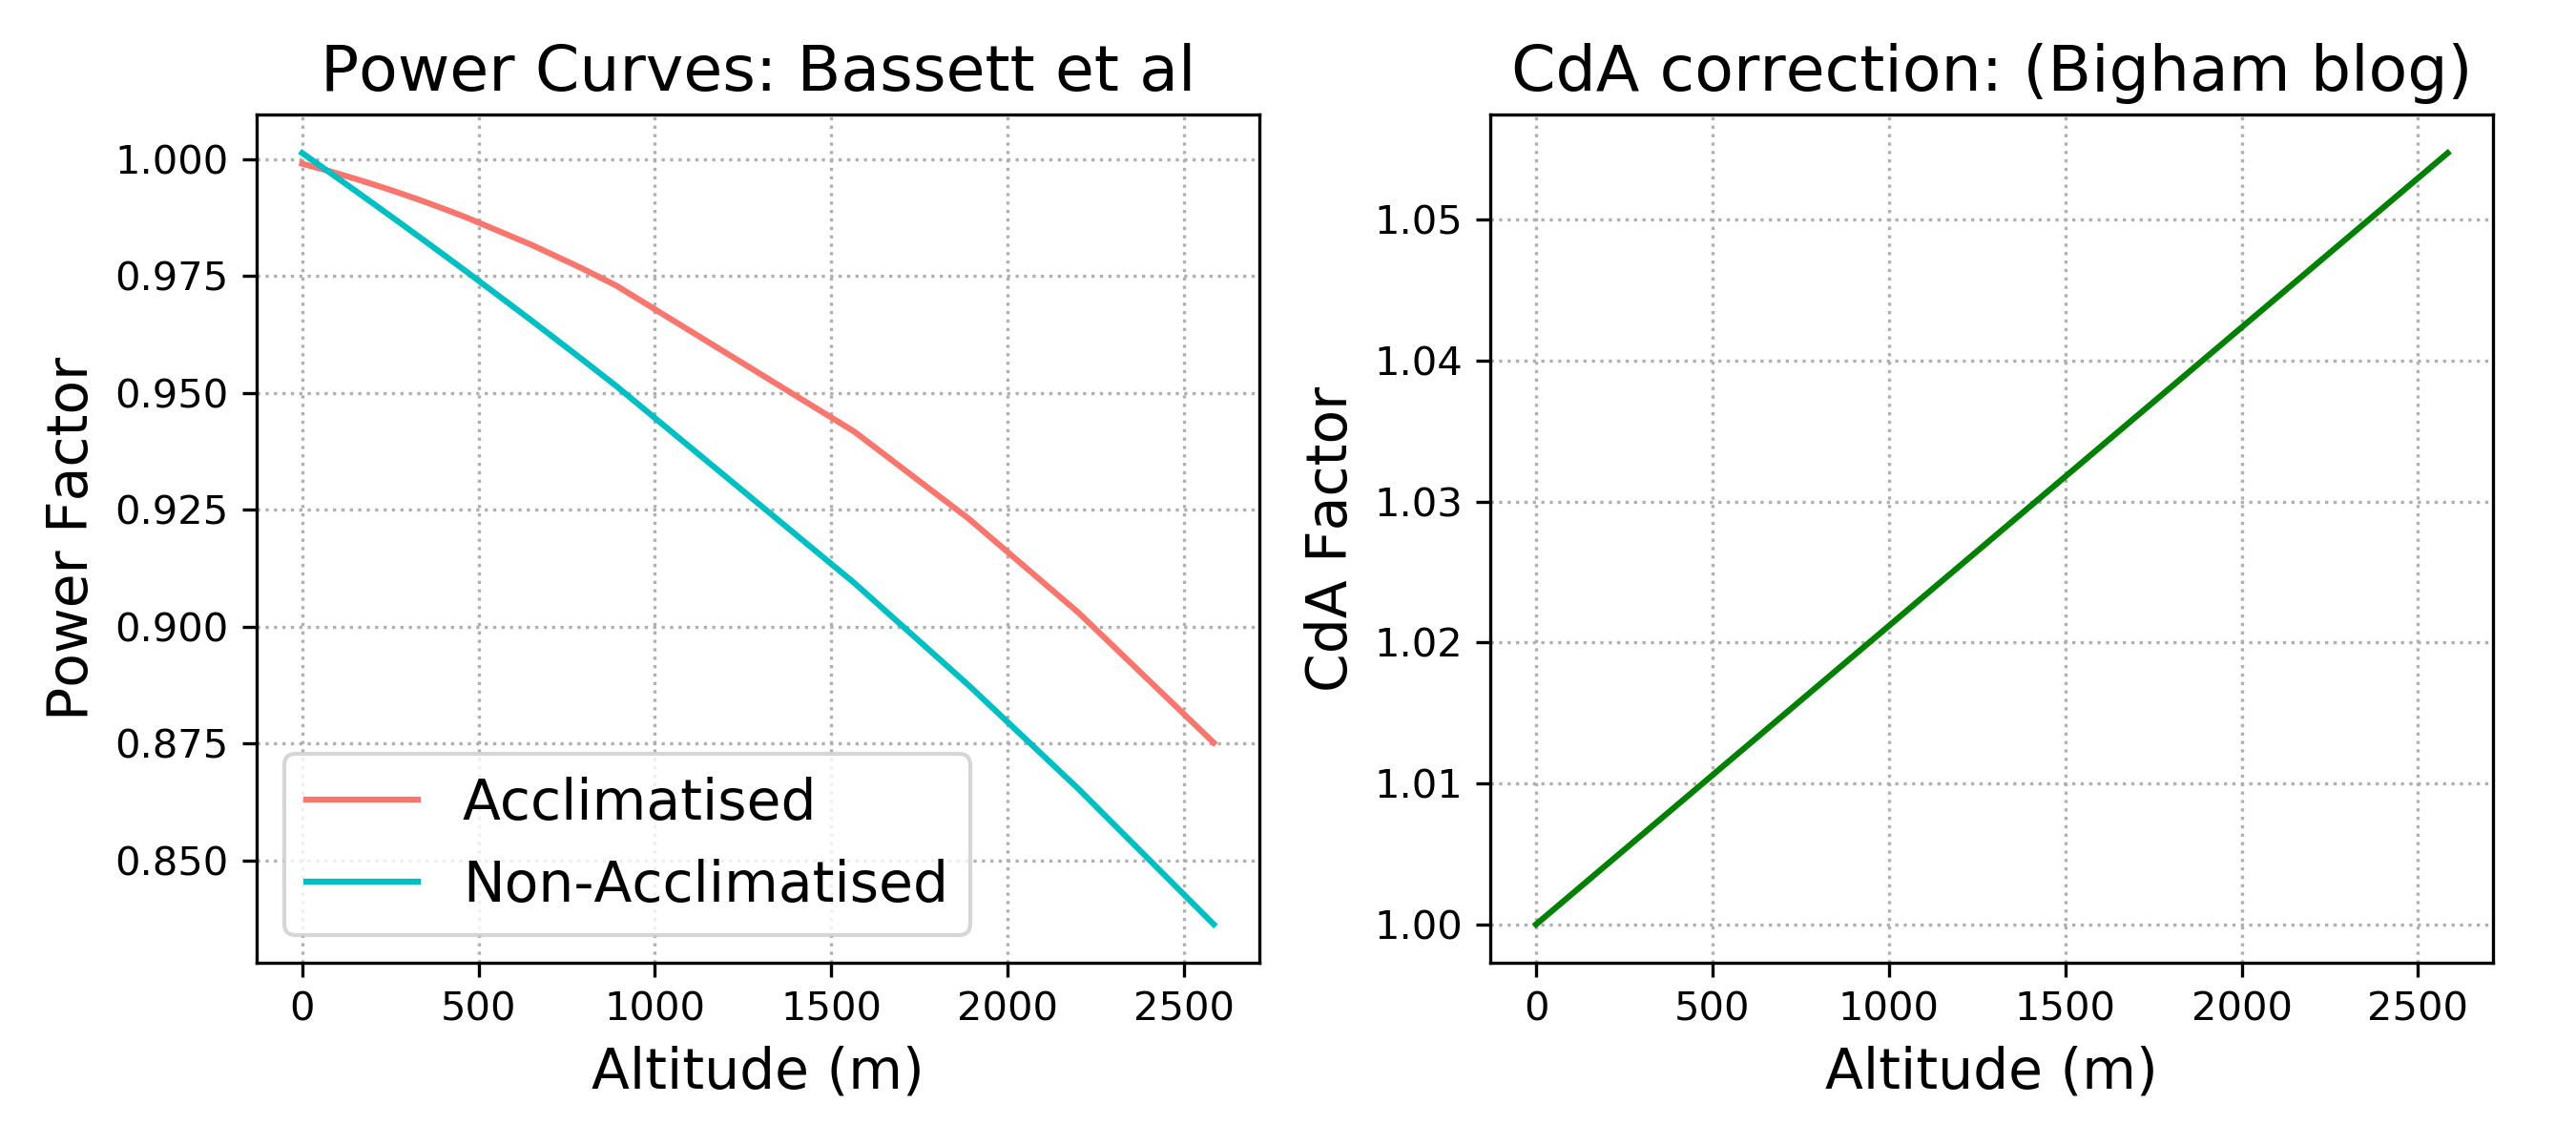 Power Curves: Bassett et al
Power Factor
1.000
0.975
0.950
0.925
0.900
0.875
0.850
Acclimatised
Non-Acclimatised
0 500 1000 1500 2000 2500
Altitude (m)
CdA correction: (Bigham blog)
CdA Factor
1.05
1.04
1.03
1.02
1.01
1.00
0 500 1000 1500 2000 2500
Altitude (m)